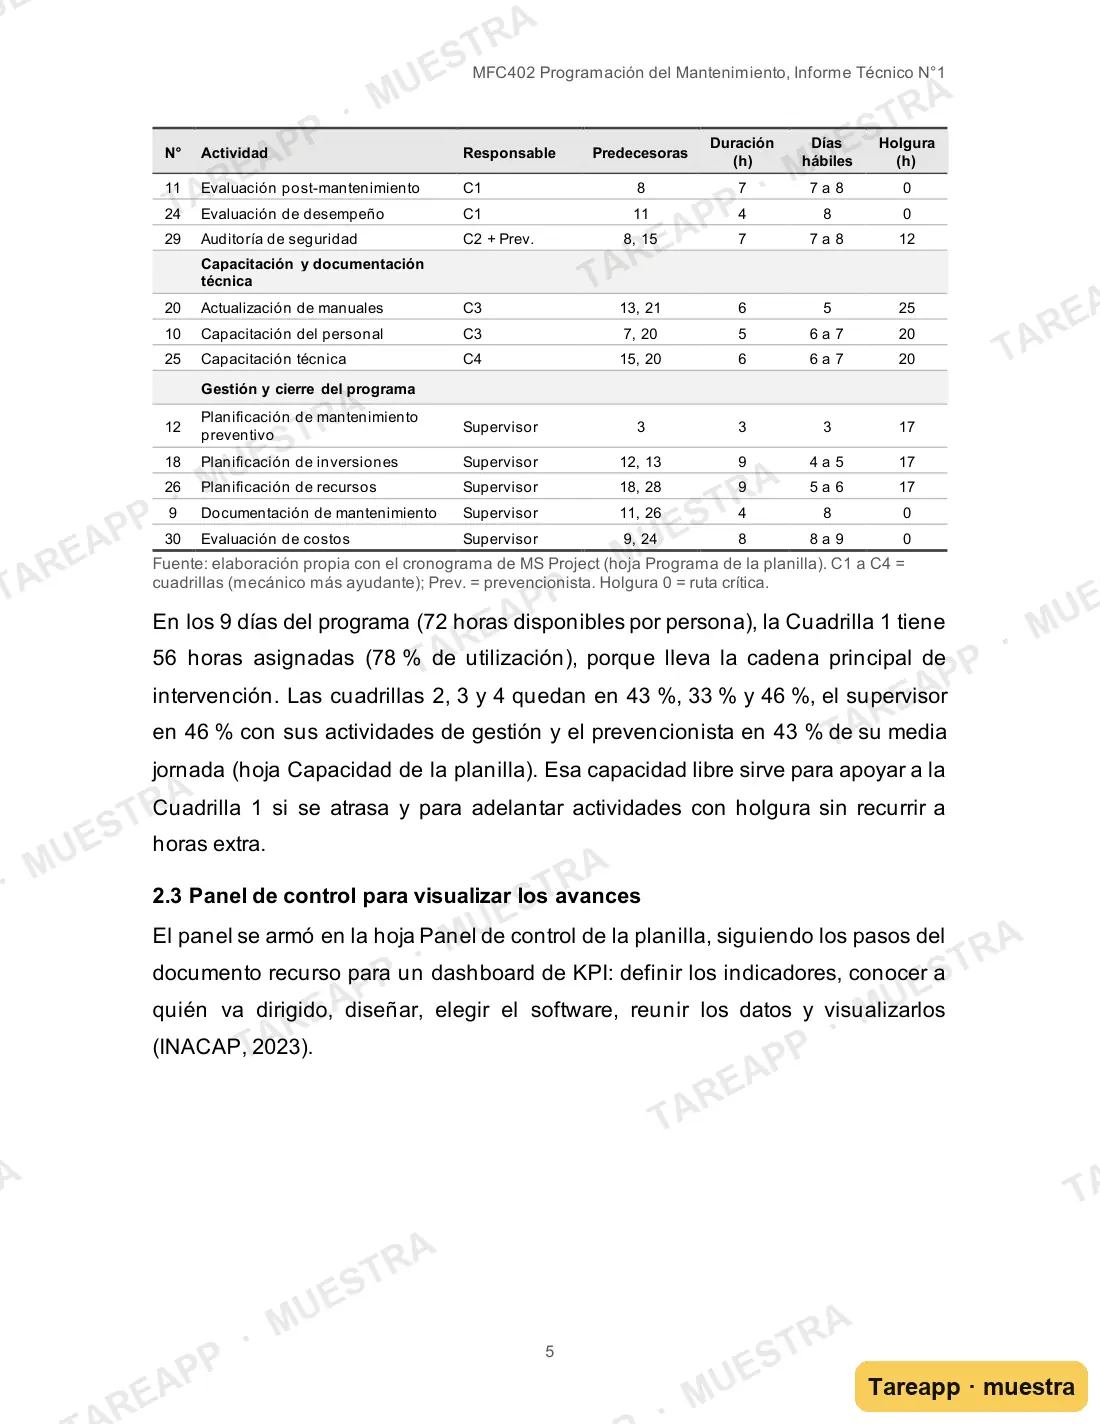 MFC402 Programación del Mantenimiento, Informe Técnico N°1
N° Actividad Responsable Predecesoras Duración (h) Días hábiles Holgura (h)
11 Evaluación post-mantenimiento C1 8 7 7 a 8 0
24 Evaluación de desempeño C1 11 4 8 0
29 Auditoría de seguridad C2 + Prev. 8, 15 7 7 a 8 12
Capacitación y documentación
técnica
20 Actualización de manuales C3 13, 21 6 5 25
10 Capacitación del personal C3 7, 20 5 6 a 7 20
25 Capacitación técnica C4 15, 20 6 6 a 7 20
Gestión y cierre del programa
12 Planificación de mantenimiento preventivo Supervisor 3 3 3 17
18 Planificación de inversiones Supervisor 12, 13 9 4 a 5 17
26 Planificación de recursos Supervisor 18, 28 9 5 a 6 17
9 Documentación de mantenimiento Supervisor 11, 26 4 8 0
30 Evaluación de costos Supervisor 9, 24 8 8 a 9 0
Fuente: elaboración propia con el cronograma de MS Project (hoja Programa de la planilla). C1 a C4 =
cuadrillas (mecánico más ayudante); Prev. = prevencionista. Holgura 0 = ruta crítica.
En los 9 días del programa (72 horas disponibles por persona), la Cuadrilla 1 tiene
56 horas asignadas (78 % de utilización), porque lleva la cadena principal de
intervención. Las cuadrillas 2, 3 y 4 quedan en 43 %, 33 % y 46 %, el supervisor
en 46 % con sus actividades de gestión y el prevencionista en 43 % de su media
jornada (hoja Capacidad de la planilla). Esa capacidad libre sirve para apoyar a la
Cuadrilla 1 si se atrasa y para adelantar actividades con holgura sin recurrir a
horas extra.
2.3 Panel de control para visualizar los avances
El panel se armó en la hoja Panel de control de la planilla, siguiendo los pasos del
documento recurso para un dashboard de KPI: definir los indicadores, conocer a
quién va dirigido, diseñar, elegir el software, reunir los datos y visualizarlos
(INACAP, 2023).
5
Tareapp · muestra